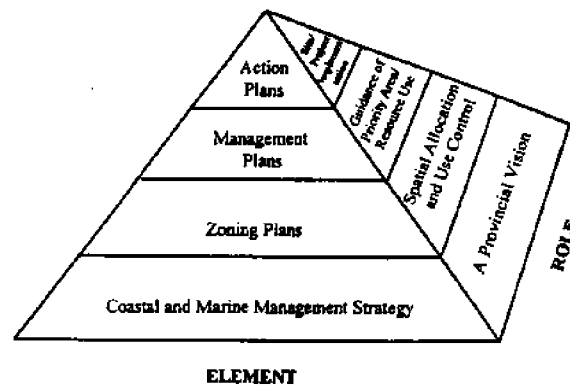 Action
Plans
Management
Plans
Zoning Plans
Coastal and Marine Management Strategy
Guidance of
Priority Area/
Resource Use
Spatial Allocation
and Use Control
A Provincial Vision
ROLE
ELEMENT